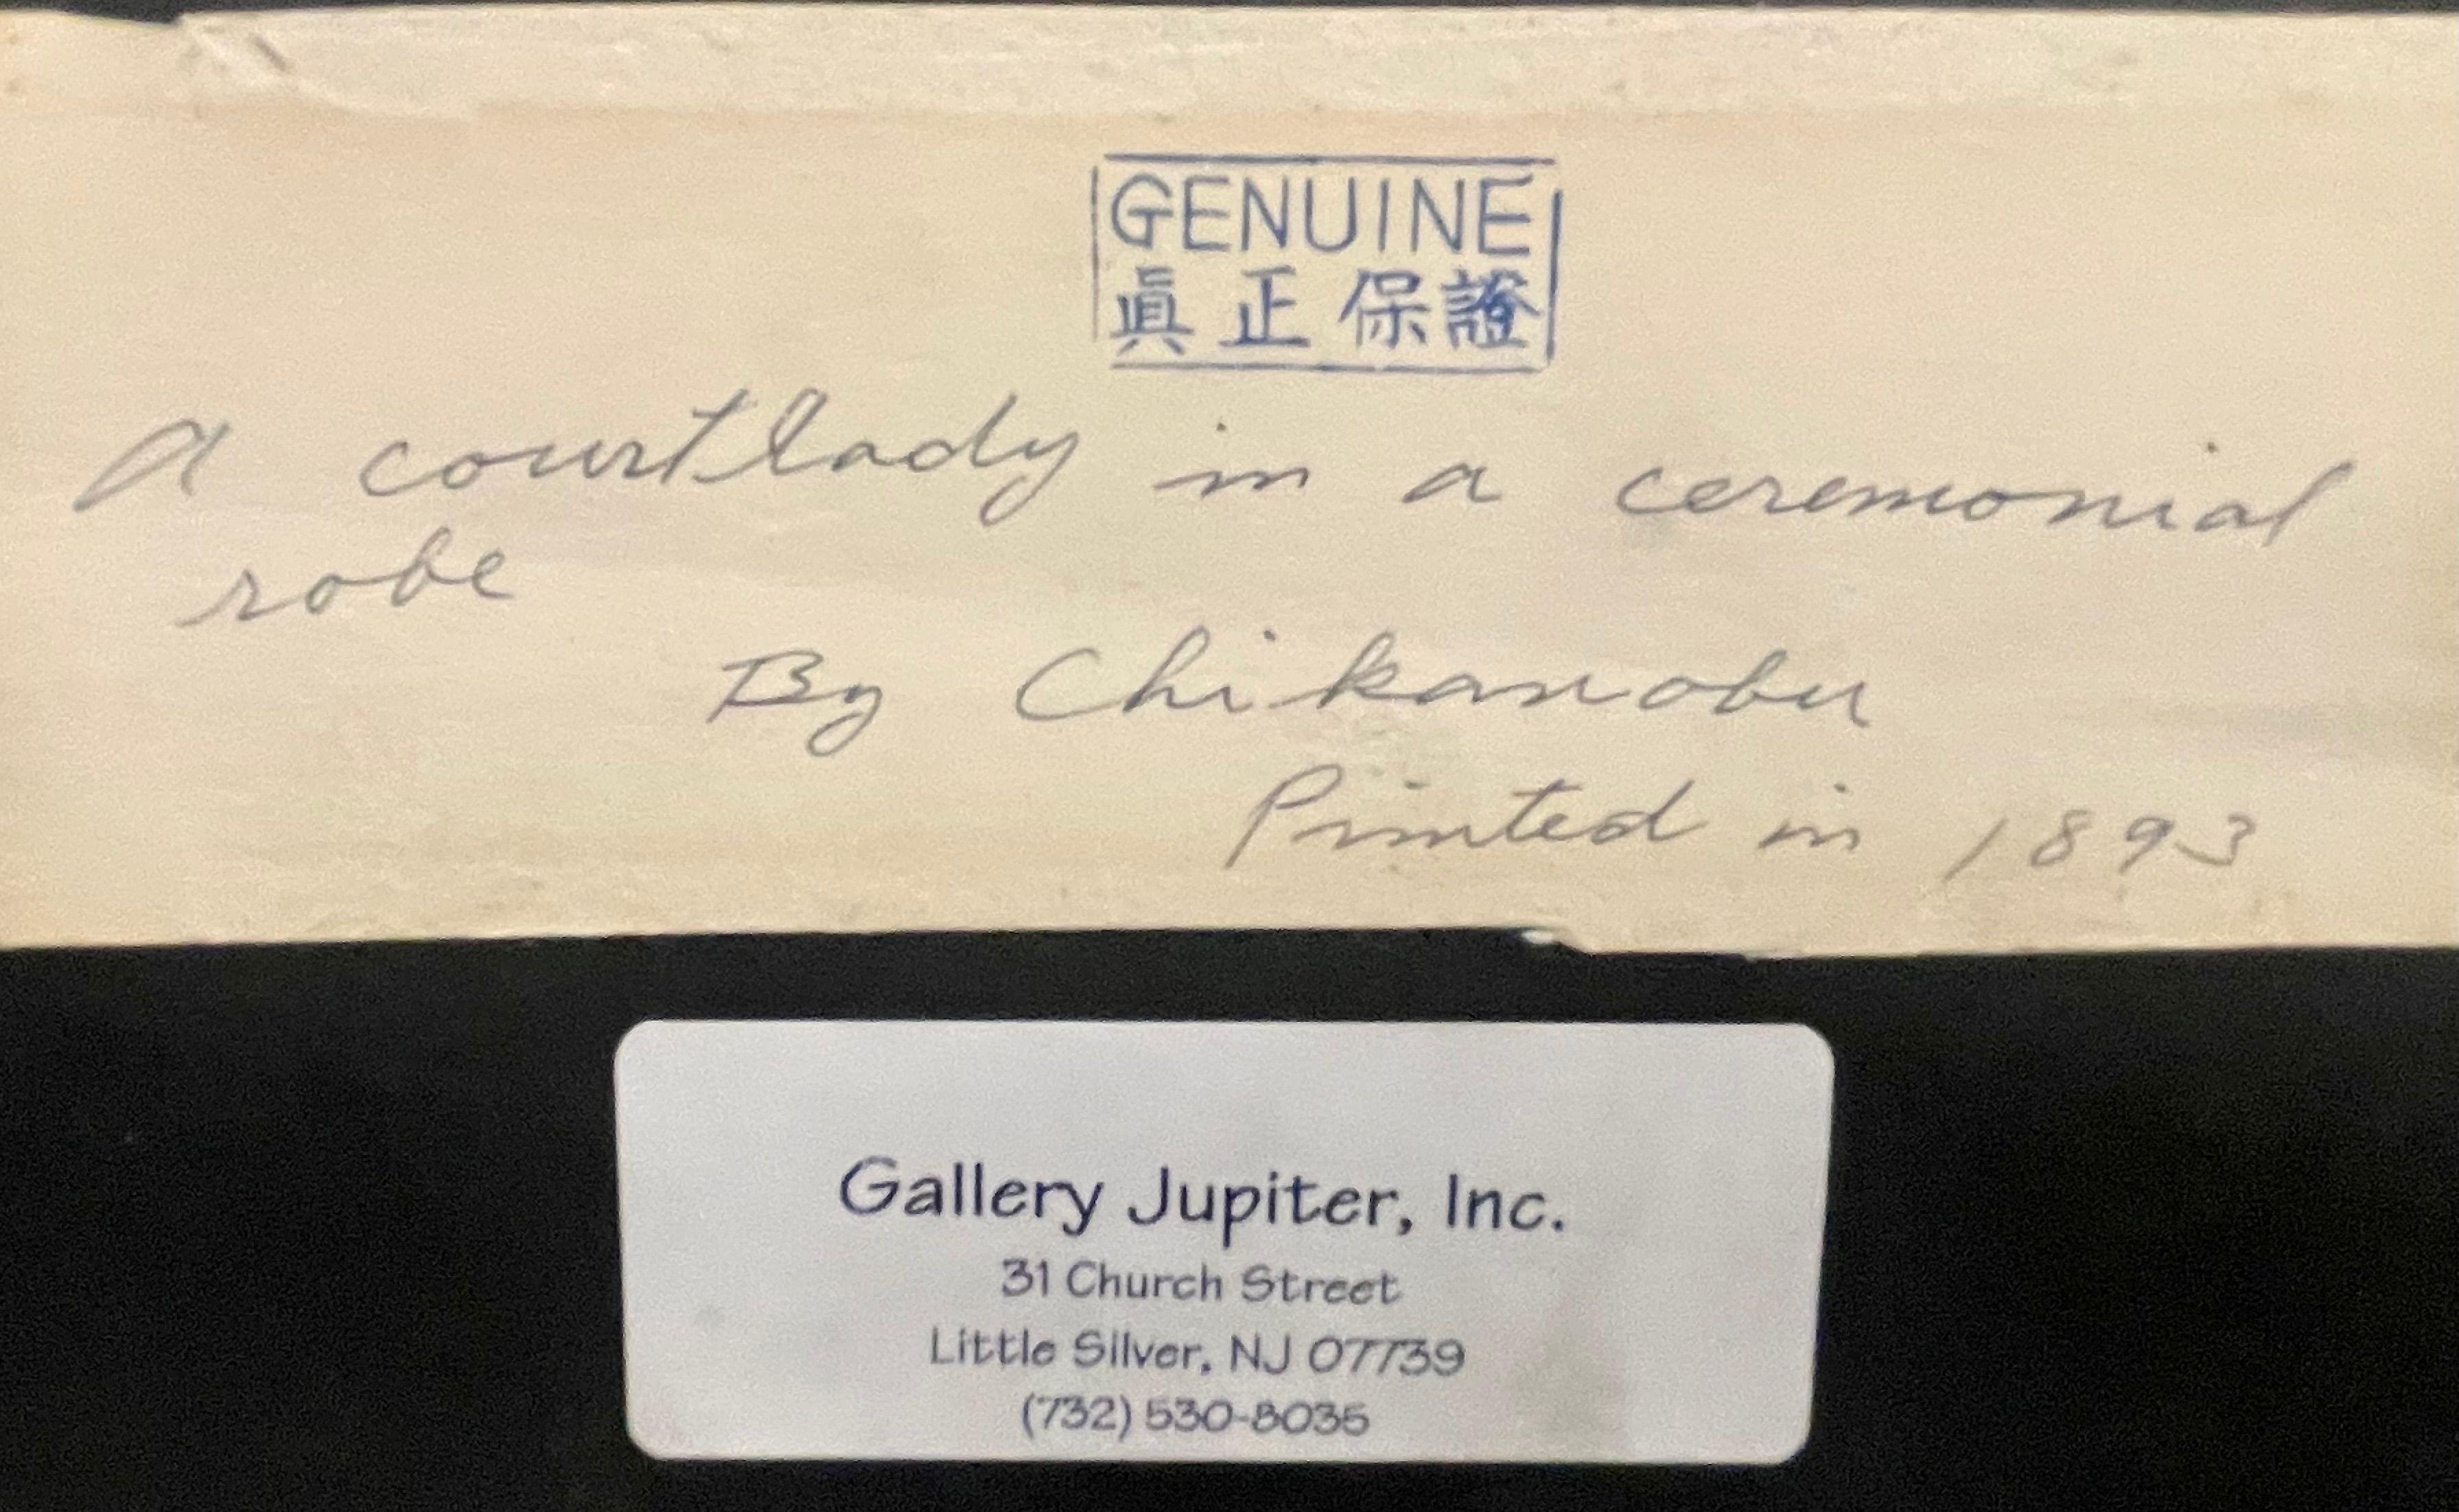 GENUINE
眞正保證
A courtlady in a ceremonial
robe
By Chikanobu
Printed in 1893
Gallery Jupiter, Inc.
31 Church Street
Little Silver, NJ 07739
(732) 530-8035